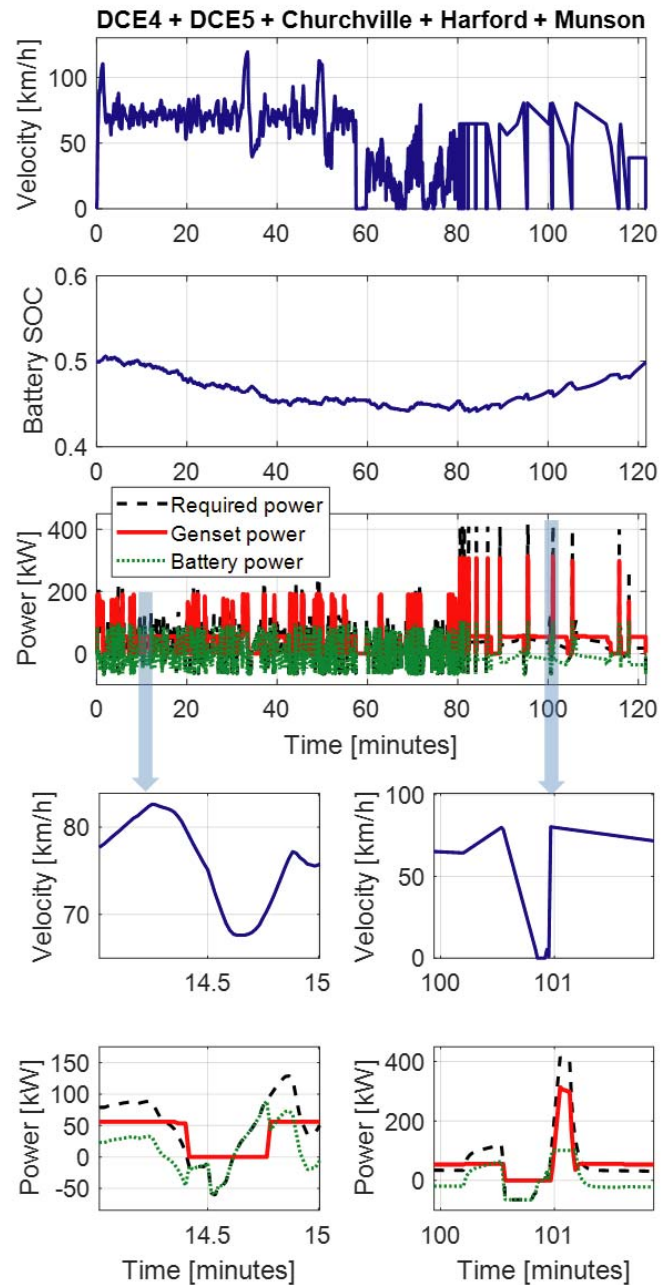 DCE4 + DCE5 + Churchville + Harford + Munson
Velocity [km/h]
100
50
0
0 20 40 60 80 100 120
Battery SOC
0.6
0.5
0.4
0 20 40 60 80 100 120
Required power
Genset power
Battery power
Power [kW]
400
200
0
0 20 40 60 80 100 120
Time [minutes]
Velocity [km/h]
80
70
14.5 15
Velocity [km/h]
100
50
0
100 101
Power [kW]
150
100
50
0
-50
14.5 15
Time [minutes]
Power [kW]
400
200
0
100 101
Time [minutes]